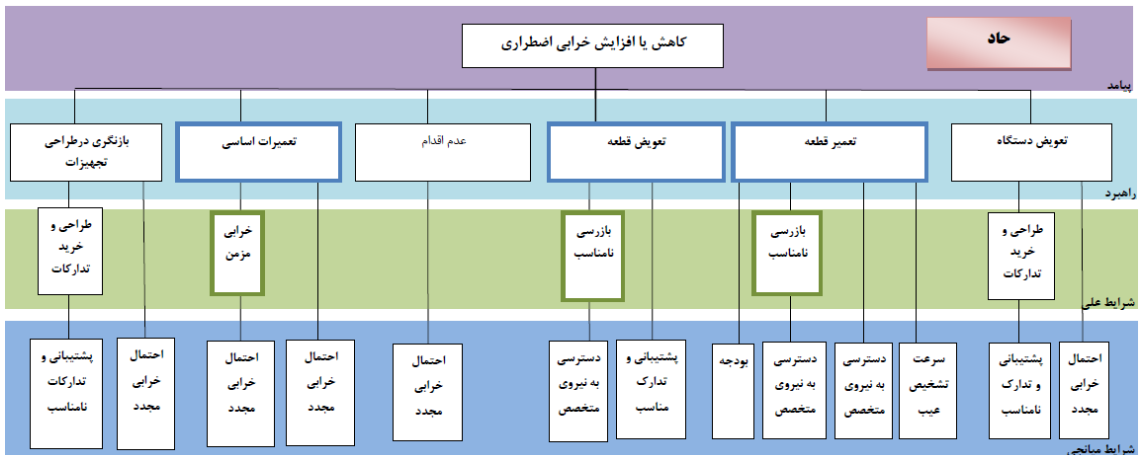 حاد
کاهش یا افزایش خرابی اضطراری
پیامد
تعویض دستگاه
تعمیر قطعه
تعویض قطعه
عدم اقدام
تعمیرات اساسی
بازنگری درطراحی
تجهیزات
راهبرد
طراحی و
خرید
تدارکات
بازرسی
نامناسب
بازرسی
نامناسب
خرابی
مزمن
طراحی و
خرید
تدارکات
شرایط علی
احتمال
خرابی
مجدد
پشتیبانی
و تدارک
نامناسب
سرعت
تشخیص
عیب
دسترسی
به نیروی
متخصص
دسترسی
به نیروی
متخصص
بودجه
پشتیبانی و
تدارک
مناسب
دسترسی
به نیروی
متخصص
احتمال
خرابی
مجدد
احتمال
خرابی
مجدد
احتمال
خرابی
مجدد
احتمال
خرابی
مجدد
پشتیبانی و
تدارکات
نامناسب
شرایط میانجی